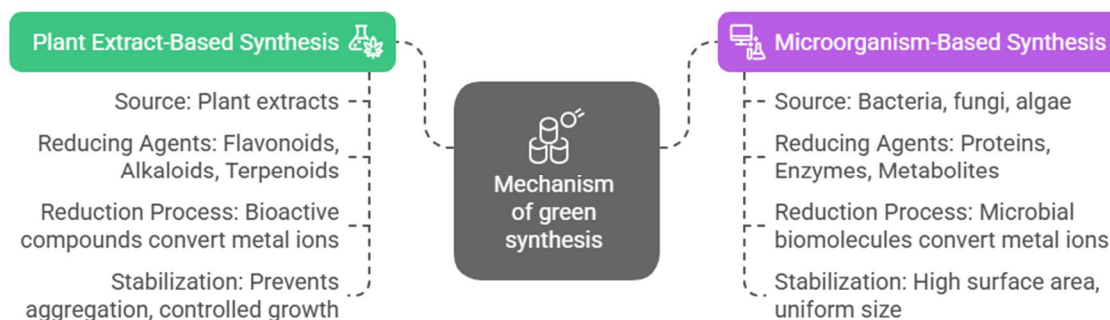 Plant Extract-Based Synthesis
Source: Plant extracts
Reducing Agents: Flavonoids,
Alkaloids, Terpenoids
Reduction Process: Bioactive
compounds convert metal ions
Stabilization: Prevents
aggregation, controlled growth
Mechanism
of green
synthesis
Microorganism-Based Synthesis
Source: Bacteria, fungi, algae
Reducing Agents: Proteins,
Enzymes, Metabolites
Reduction Process: Microbial
biomolecules convert metal ions
Stabilization: High surface area,
uniform size